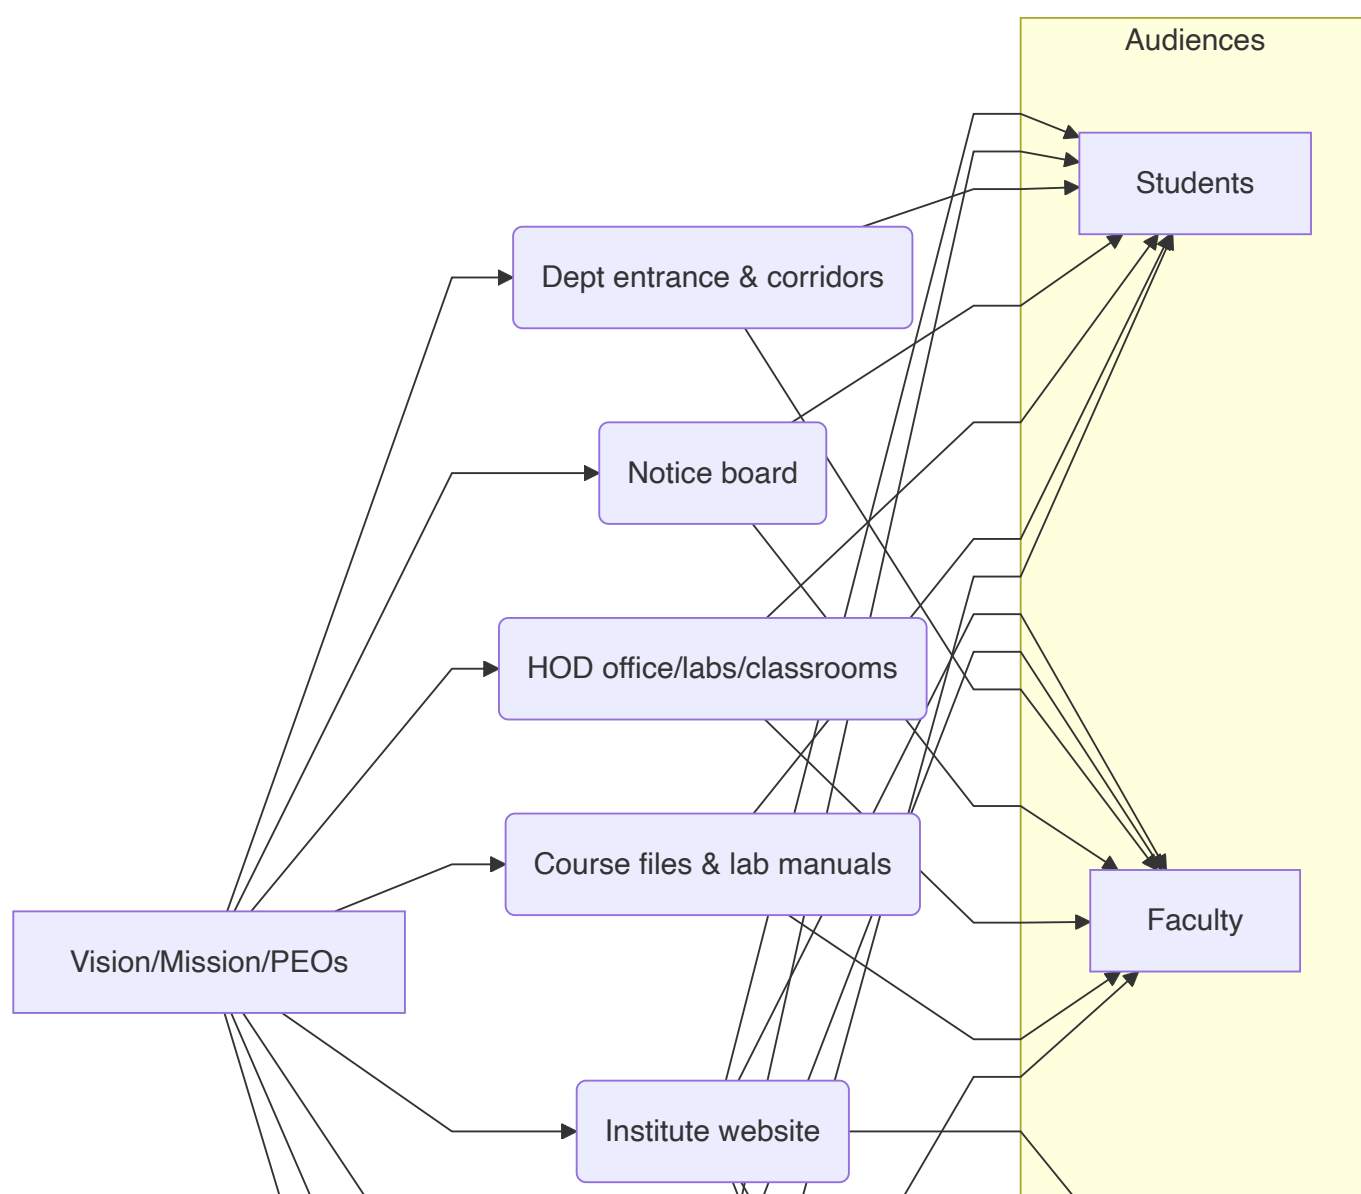 Audiences
Students
Dept entrance & corridors
Notice board
HOD office/labs/classrooms
Course files & lab manuals
Faculty
Vision/Mission/PEOs
Institute website